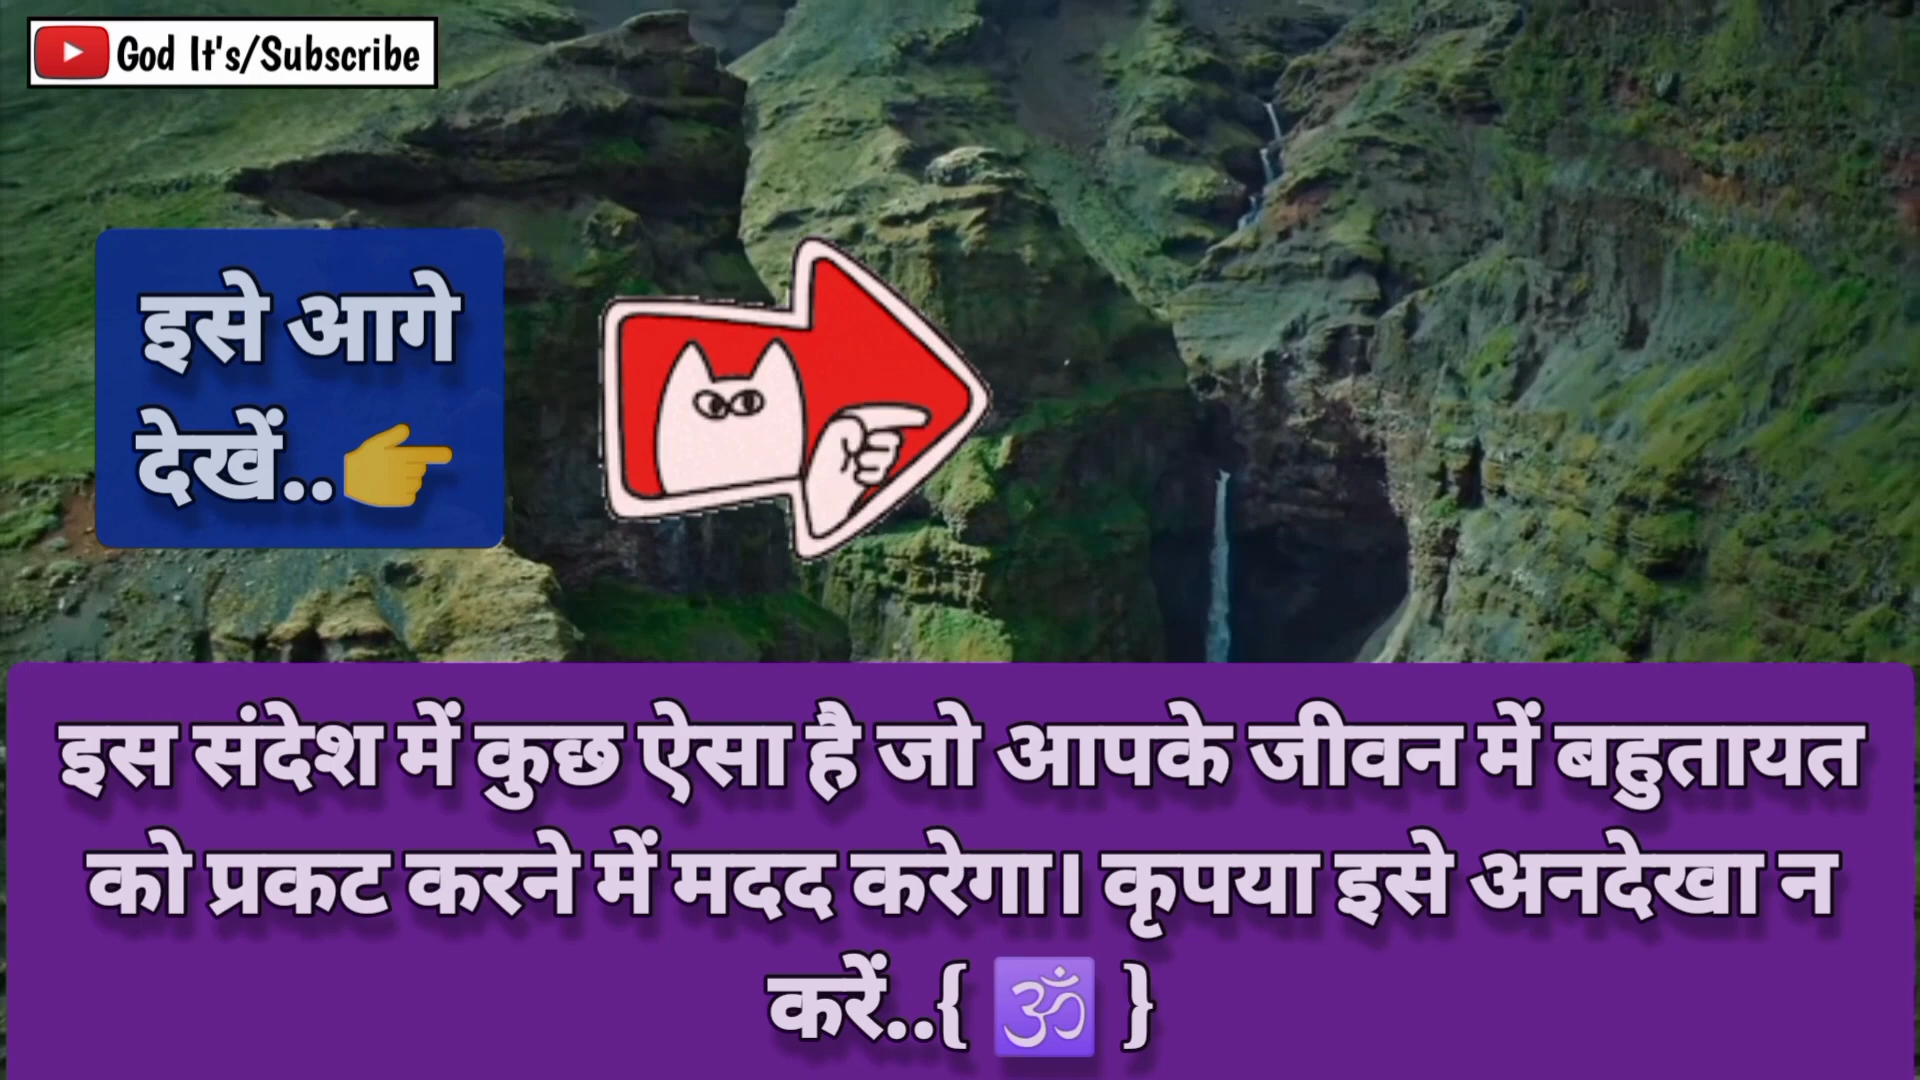 God It's/Subscribe
इसे आगे
देखें..👉
इस संदेश में कुछ ऐसा है जो आपके जीवन में बहुतायत
को प्रकट करने में मदद करेगा। कृपया इसे अनदेखा न
करें..{ 🕉 }